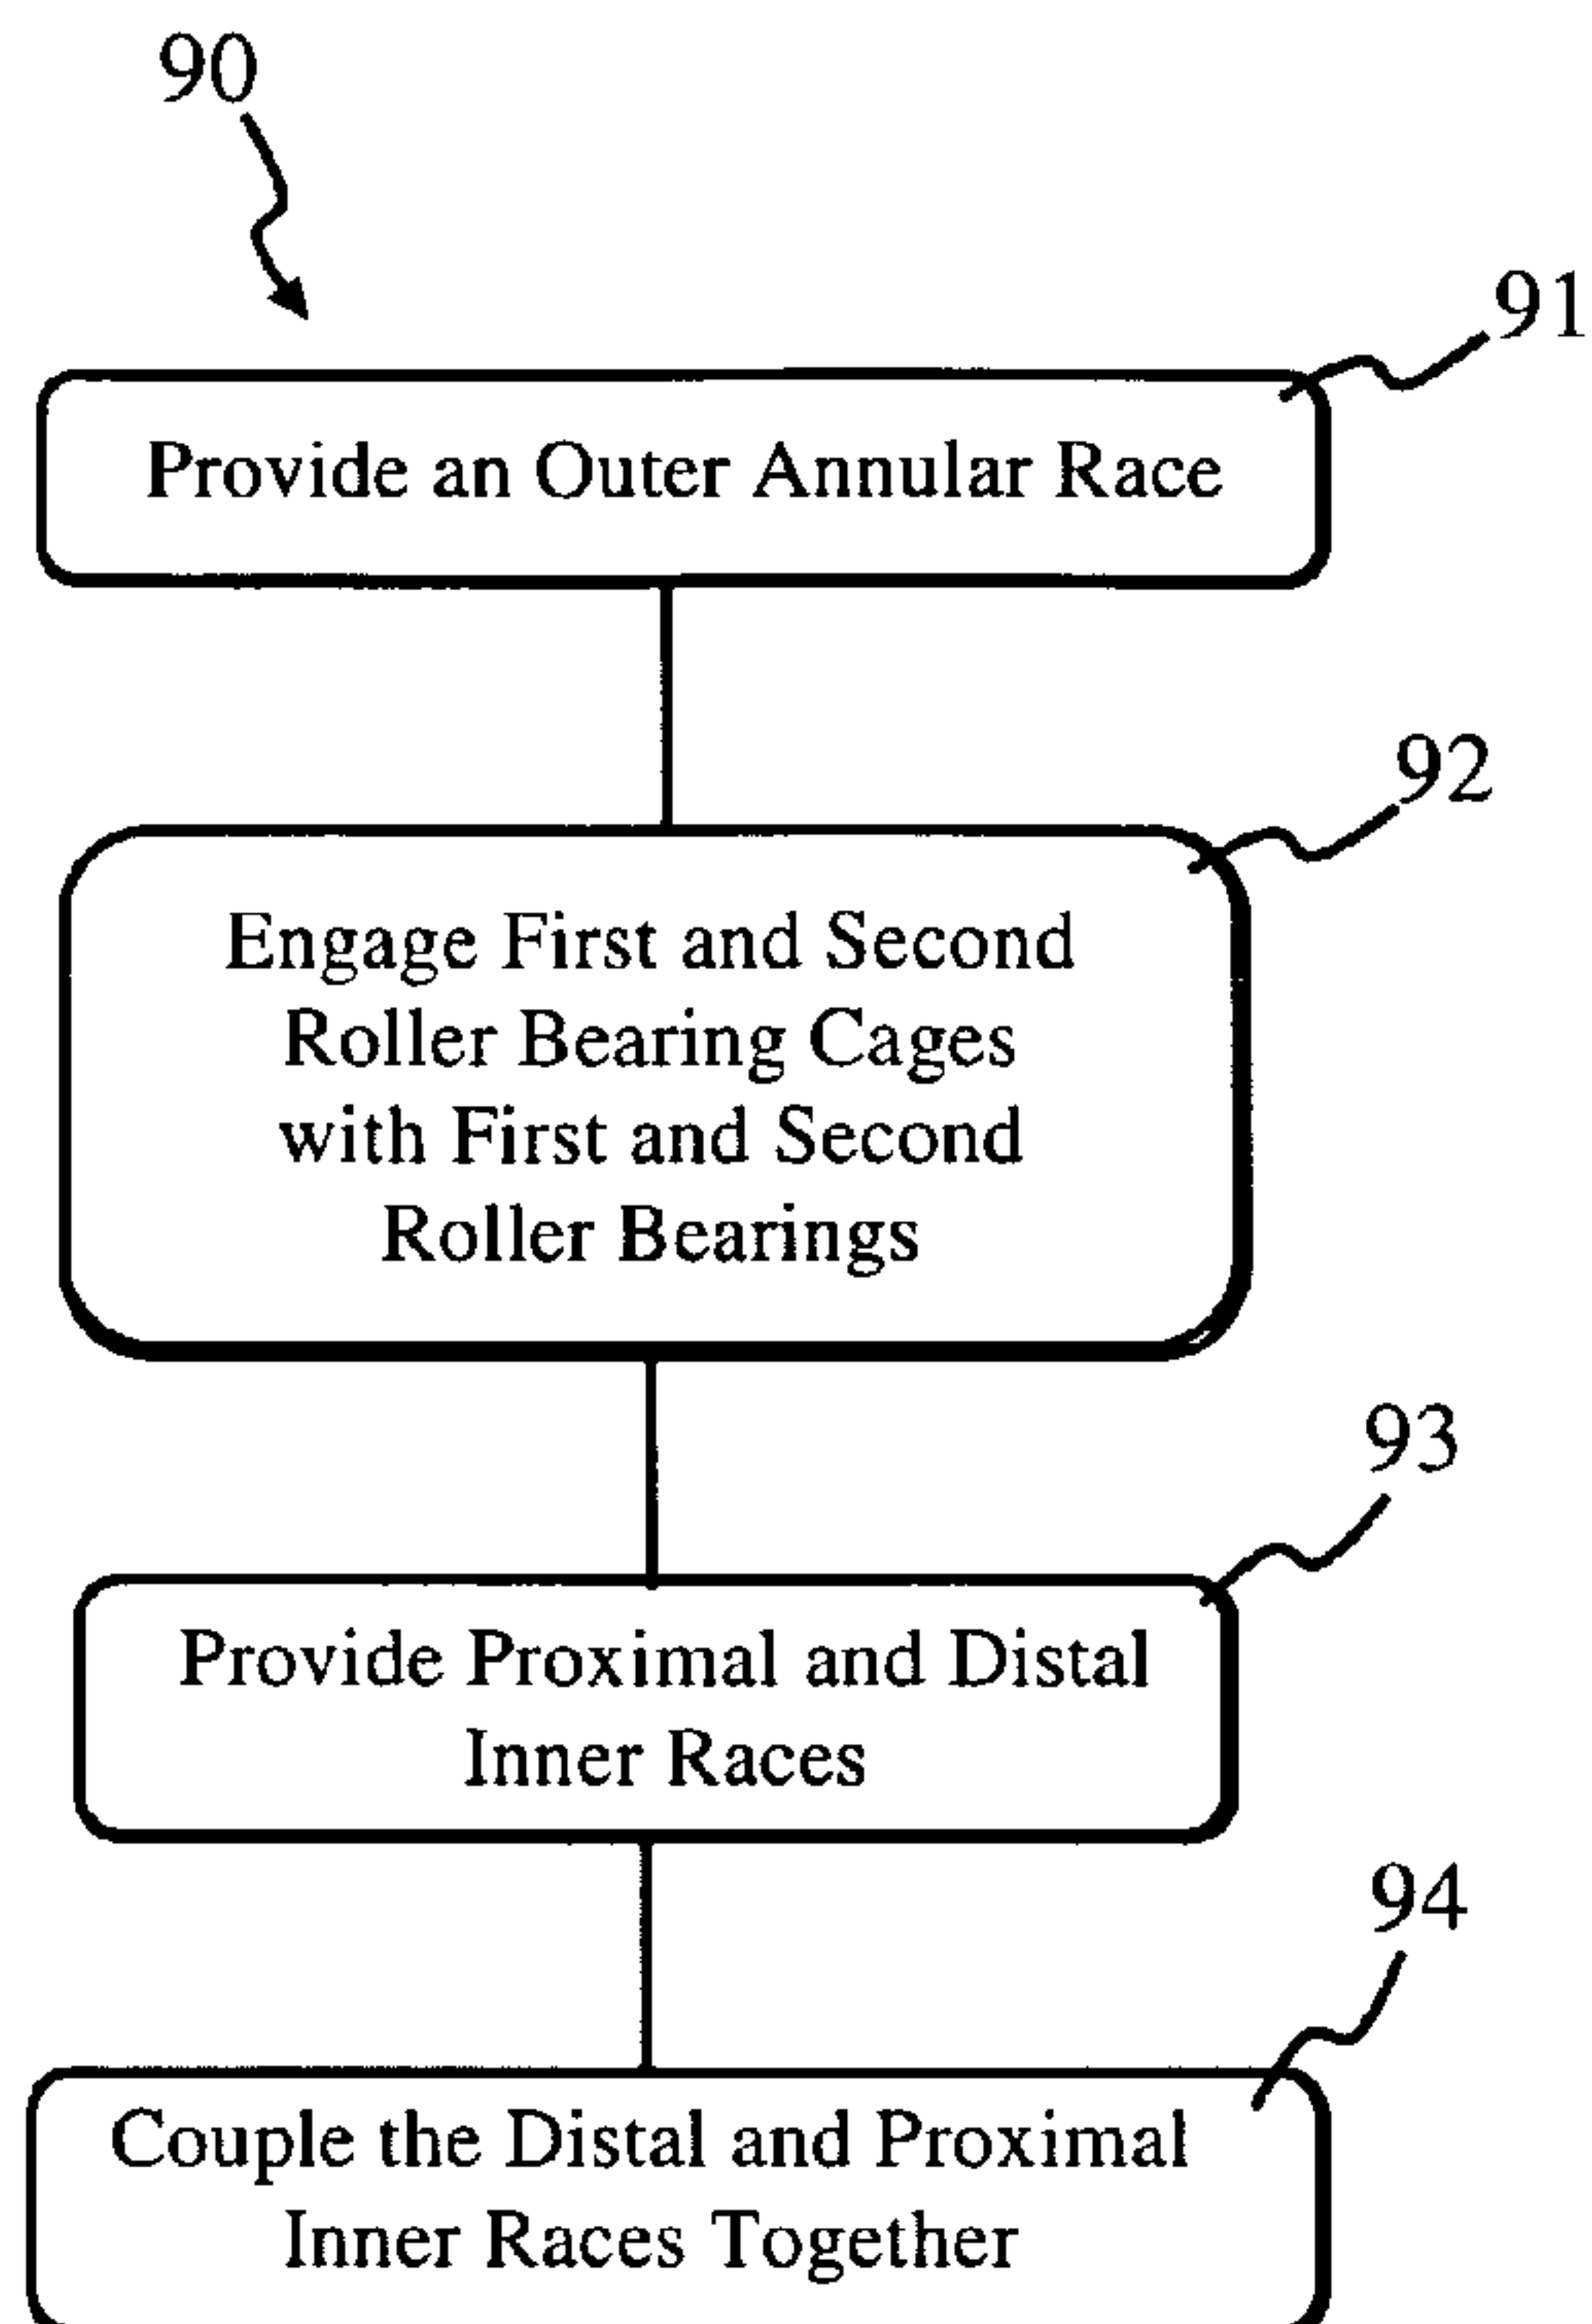 90
91
Provide an Outer Annular Race
92
Engage First and Second
Roller Bearing Cages
with First and Second
Roller Bearings
93
Provide Proximal and Distal
Inner Races
94
Couple the Distal and Proximal
Inner Races Together